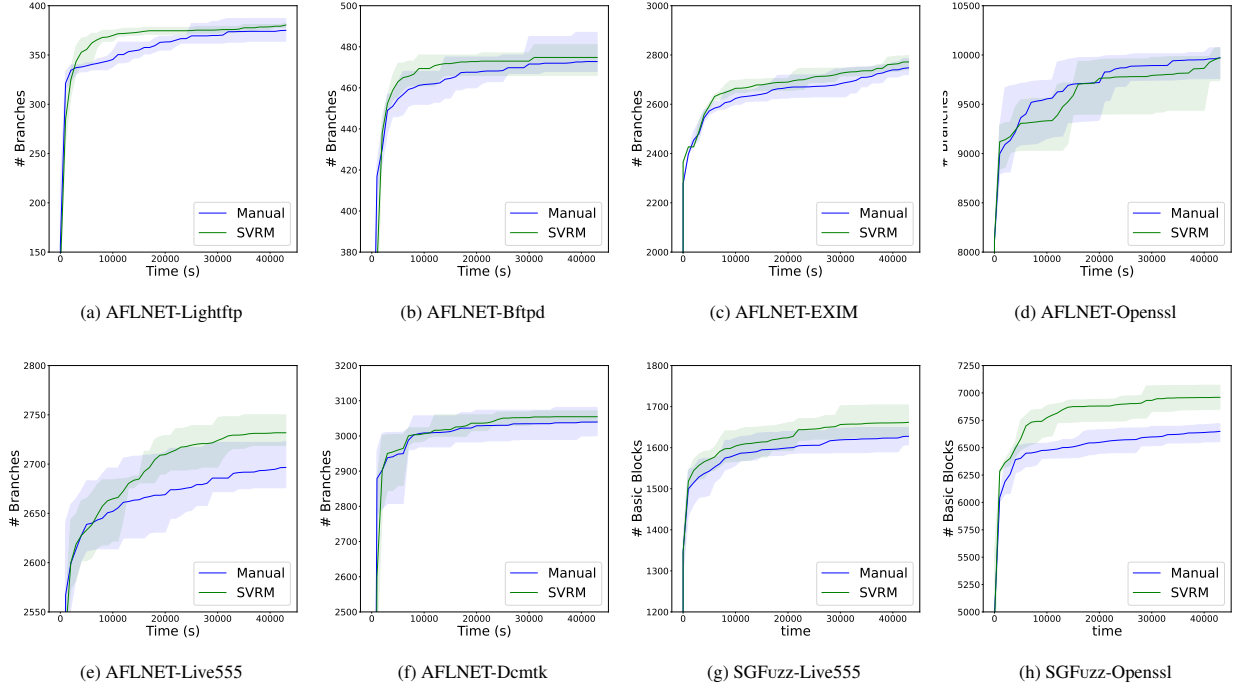 400
350
300
250
200
150
# Branches
0 10000 20000 30000 40000
Time (s)
Manual
SVRM
(a) AFLNET-Lightftp
500
480
460
440
420
400
380
# Branches
0 10000 20000 30000 40000
Time (s)
Manual
SVRM
(b) AFLNET-Bftpd
3000
2800
2600
2400
2200
2000
# Branches
0 10000 20000 30000 40000
Time (s)
Manual
SVRM
(c) AFLNET-EXIM
10500
10000
9500
9000
8500
8000
# Branches
0 10000 20000 30000 40000
Time (s)
Manual
SVRM
(d) AFLNET-Openssl
2800
2750
2700
2650
2600
2550
# Branches
0 10000 20000 30000 40000
Time (s)
Manual
SVRM
(e) AFLNET-Live555
3200
3100
3000
2900
2800
2700
2600
2500
# Branches
0 10000 20000 30000 40000
Time (s)
Manual
SVRM
(f) AFLNET-Dcmtk
1800
1700
1600
1500
1400
1300
1200
# Basic Blocks
0 10000 20000 30000 40000
time
Manual
SVRM
(g) SGFUZZ-Live555
7250
7000
6750
6500
6250
6000
5750
5500
5250
5000
# Basic Blocks
0 10000 20000 30000 40000
time
Manual
SVRM
(h) SGFUZZ-Openssl